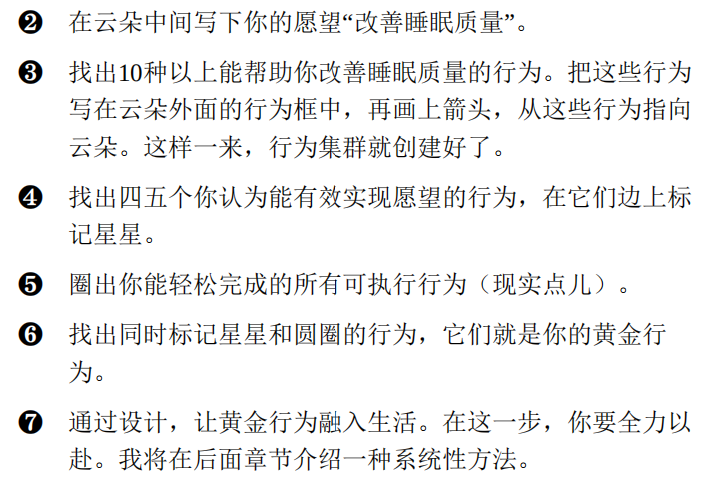 ❷ 在云朵中间写下你的愿望“改善睡眠质量”。
❸ 找出10种以上能帮助你改善睡眠质量的行为。把这些行为
写在云朵外面的行为框中，再画上箭头，从这些行为指向
云朵。这样一来，行为集群就创建好了。
❹ 找出四五个你认为能有效实现愿望的行为，在它们边上标
记星星。
❺ 圈出你能轻松完成的所有可执行行为（现实点儿）。
❻ 找出同时标记星星和圆圈的行为，它们就是你的黄金行
为。
❼ 通过设计，让黄金行为融入生活。在这一步，你要全力以
赴。我将在后面章节介绍一种系统性方法。